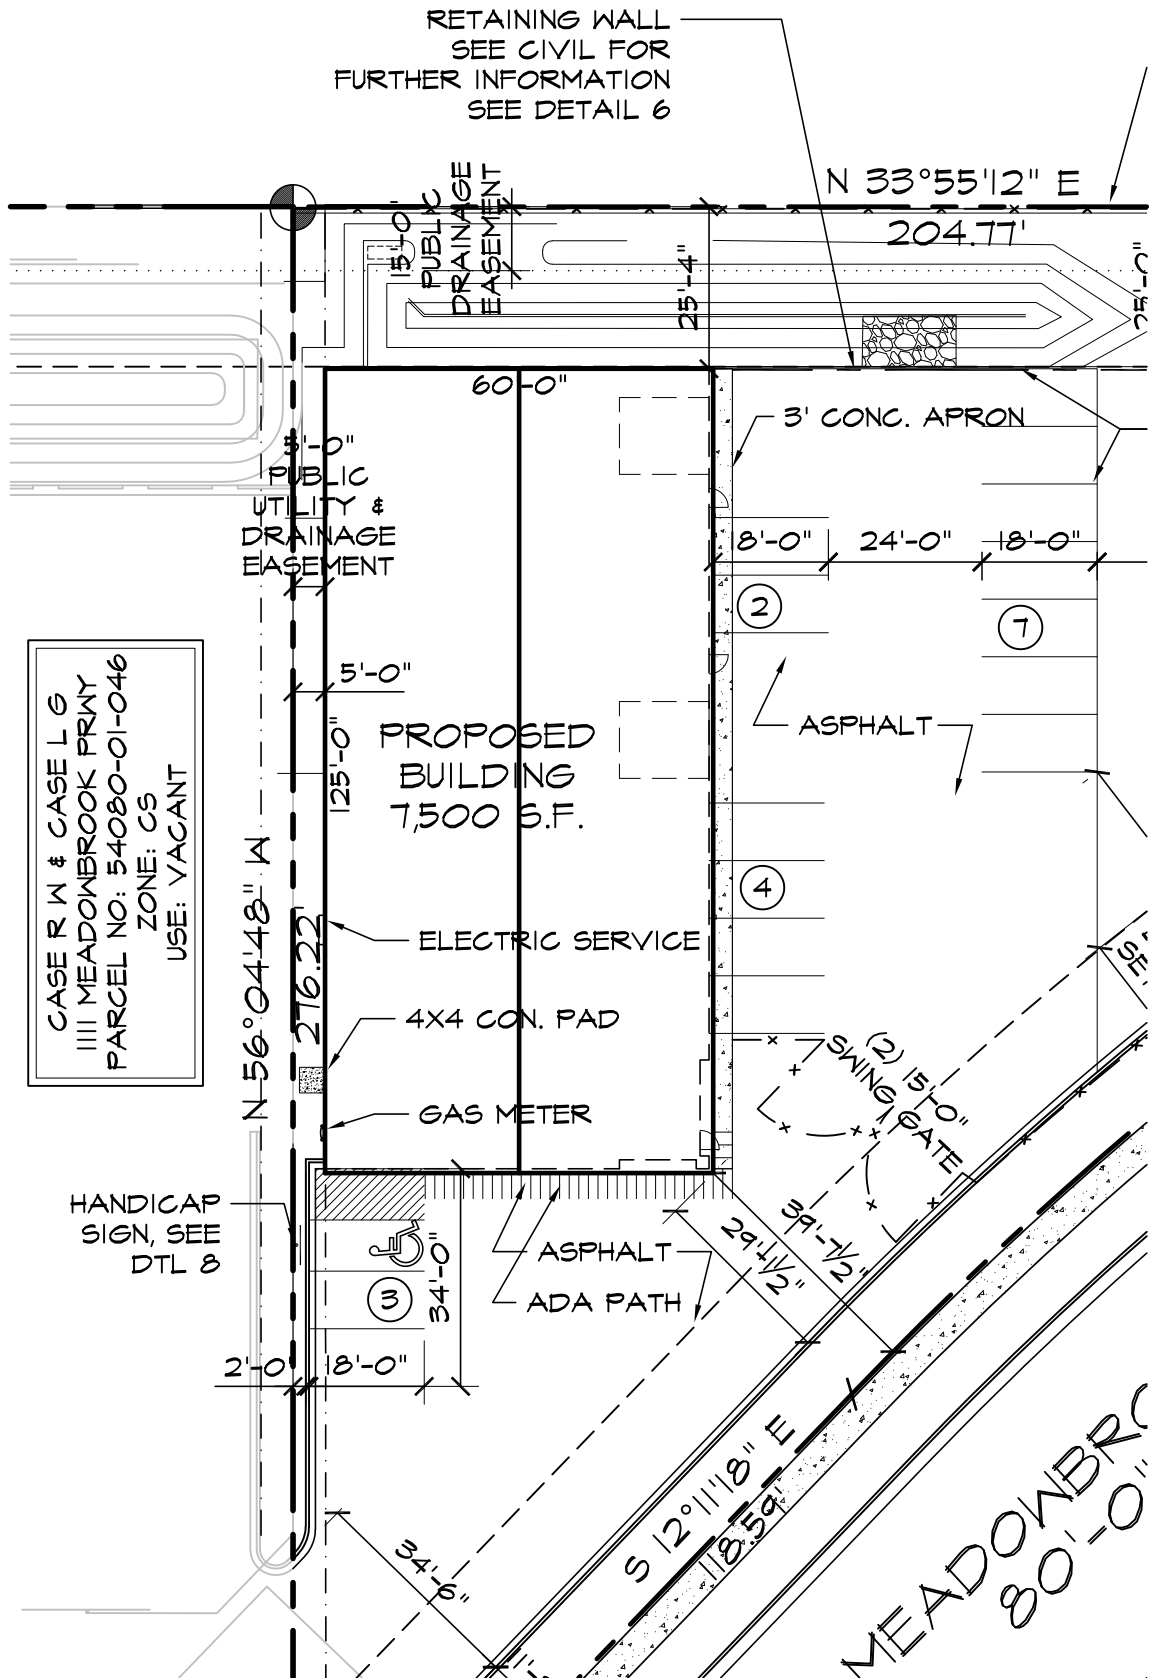 RETAINING WALL
SEE CIVIL FOR
FURTHER INFORMATION
SEE DETAIL 6
N 33°55'12" E
204.77'
15'-0"
PUBLIC
DRAINAGE
EASEMENT
25'-4"
25'-0"
60'-0"
3' CONC. APRON
5'-0"
PUBLIC
UTILITY &
DRAINAGE
EASEMENT
18'-0"
24'-0"
18'-0"
2
7
5'-0"
125'-0"
PROPOSED
BUILDING
7,500 S.F.
ASPHALT
CASE R W & CASE L G
1111 MEADOWBROOK PRWY
PARCEL NO: 54080-01-046
ZONE: CS
USE: VACANT
N 56°04'48" W
276.22'
4
ELECTRIC SERVICE
4X4 CON. PAD
GAS METER
(2) 15'-0"
SWING GATE
HANDICAP
SIGN, SEE
DTL 8
ASPHALT
ADA PATH
3
34'-0"
29'-1 1/2"
39'-7 1/2"
2'-0"
18'-0"
34'-6"
S 12°11'18" E
118.59'
MEADOWBRO
80'-0"